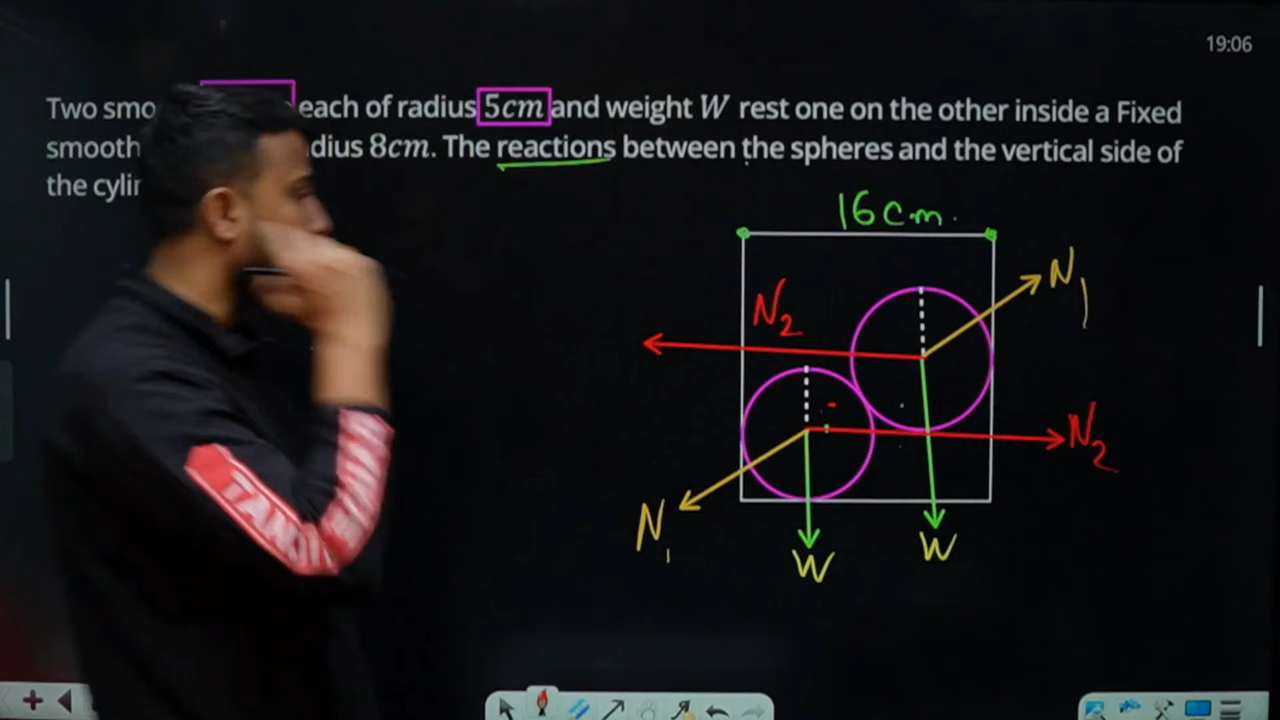 19:06
Two smo each of radius 5cm and weight W rest one on the other inside a Fixed
smooth dius 8cm. The reactions between the spheres and the vertical side of
the cylin
16cm.
N1
N2
N2
N1
W
W
TAN